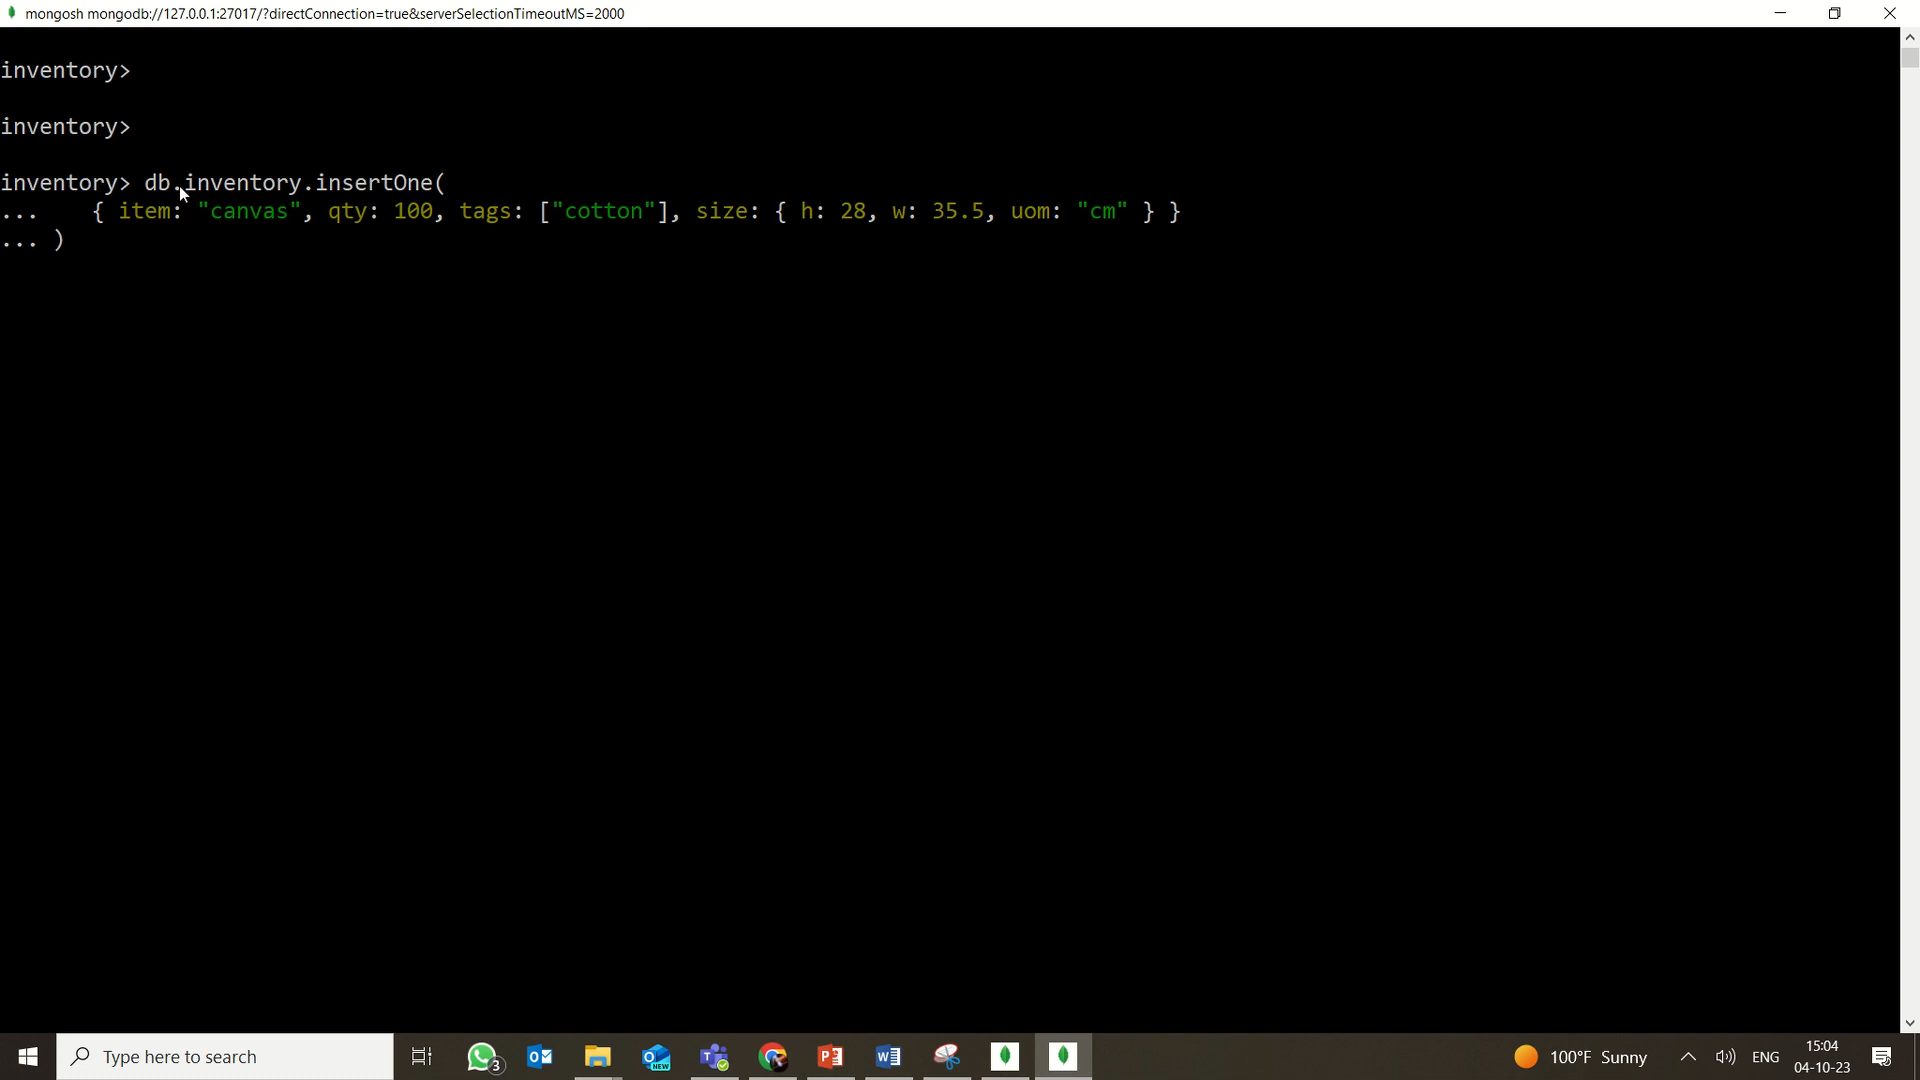 mongosh mongodb://127.0.0.1:27017/?directConnection=true&serverSelectionTimeoutMS=2000
inventory>
inventory>
inventory> db.inventory.insertOne(
...    { item: "canvas", qty: 100, tags: ["cotton"], size: { h: 28, w: 35.5, uom: "cm" } }
... )
Type here to search
3
NEW
100°F Sunny
ENG
15:04
04-10-23